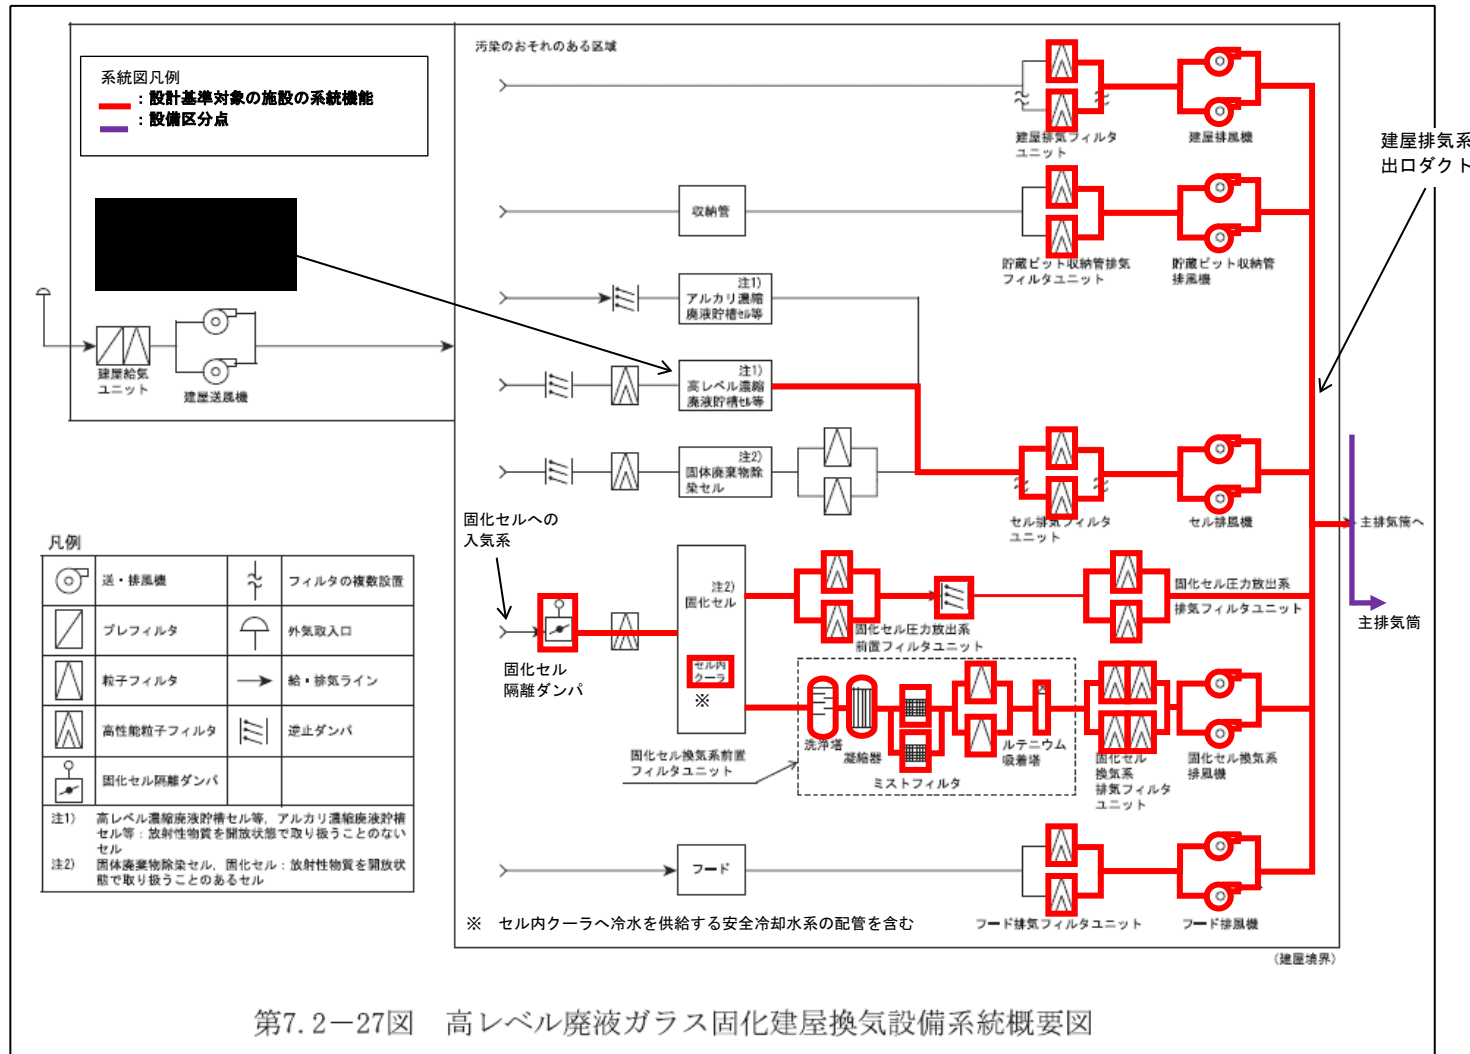 汚染のおそれのある区域
系統図凡例
：設計基準対象の施設の系統機能
：設備区分点
建屋排気フィルタ
ユニット
建屋排風機
建屋排気系
出口ダクト
収納管
貯蔵ピット収納管排気
フィルタユニット
貯蔵ピット収納管
排風機
注1)
アルカリ濃縮
廃液貯槽セル等
建屋給気
ユニット
建屋送風機
注1)
高レベル濃縮
廃液貯槽セル等
注2)
固体廃棄物除
染セル
セル排気フィルタ
ユニット
セル排風機
主排気筒へ
固化セルへの
入気系
注2)
固化セル
固化セル圧力放出系
前置フィルタユニット
固化セル圧力放出系
排気フィルタユニット
主排気筒
固化セル
隔離ダンパ
セル内
クーラ
※
固化セル換気系前置
フィルタユニット
洗浄塔
凝縮器
ミストフィルタ
ルテニウム
吸着塔
固化セル
換気系
排気フィルタ
ユニット
固化セル換気系
排風機
フード
フード排気フィルタユニット
フード排風機
※　セル内クーラへ冷水を供給する安全冷却水系の配管を含む
(建屋境界)
凡例
送・排風機
フィルタの複数設置
プレフィルタ
外気取入口
粒子フィルタ
給・排気ライン
高性能粒子フィルタ
逆止ダンパ
固化セル隔離ダンパ
注1)　高レベル濃縮廃液貯槽セル等，アルカリ濃縮廃液貯槽
セル等：放射性物質を開放状態で取り扱うことのない
セル
注2)　固体廃棄物除染セル，固化セル：放射性物質を開放状
態で取り扱うことのあるセル
第7.2－27図　高レベル廃液ガラス固化建屋換気設備系統概要図